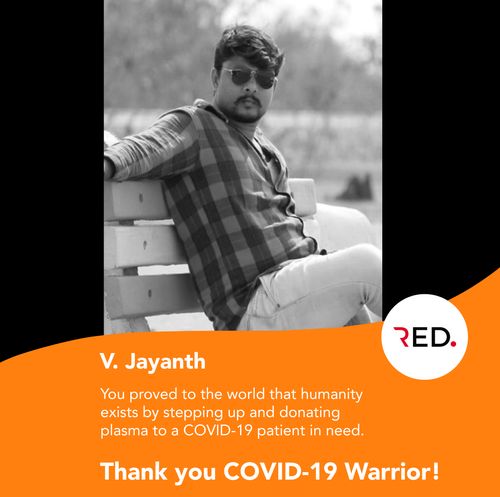 RED.
V. Jayanth
You proved to the world that humanity
exists by stepping up and donating
plasma to a COVID-19 patient in need.
Thank you COVID-19 Warrior!